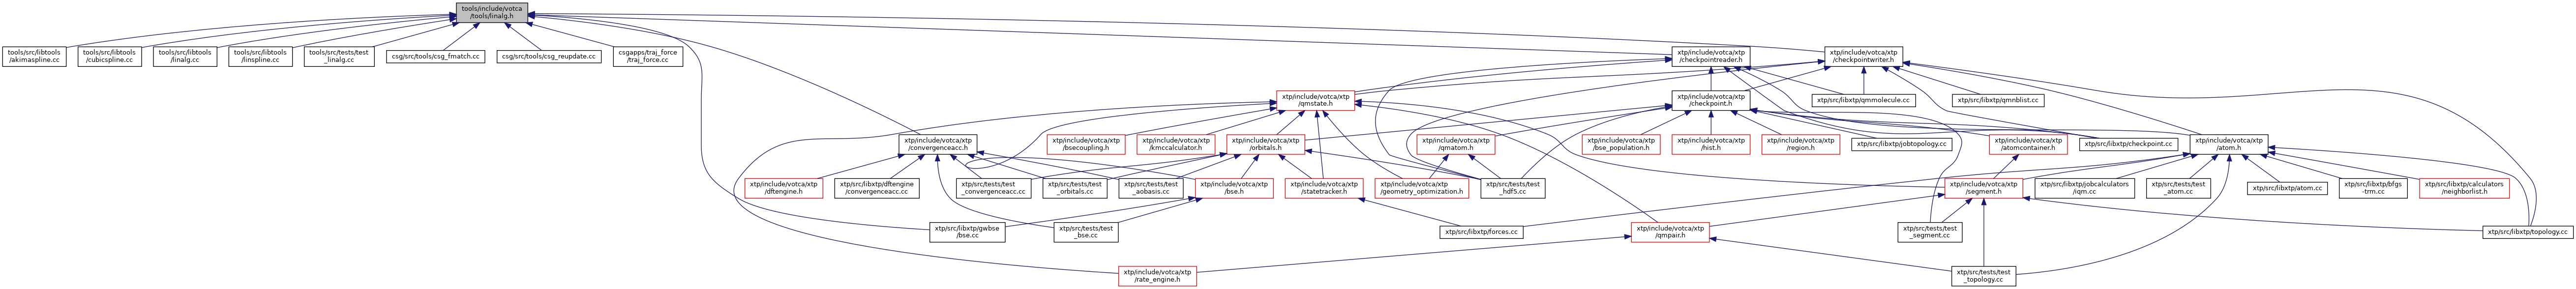 tools/include/votca
/tools/linalg.h
tools/src/libtools
/akimaspline.cc
tools/src/libtools
/cubicspline.cc
tools/src/libtools
/linalg.cc
tools/src/libtools
/linspline.cc
tools/src/tests/test
_linalg.cc
csg/src/tools/csg_fmatch.cc
csg/src/tools/csg_reupdate.cc
csgapps/traj_force
/traj_force.cc
xtp/include/votca/xtp
/checkpointreader.h
xtp/include/votca/xtp
/checkpointwriter.h
xtp/include/votca/xtp
/qmstate.h
xtp/include/votca/xtp
/checkpoint.h
xtp/src/libxtp/qmmolecule.cc
xtp/src/libxtp/qmnblist.cc
xtp/include/votca/xtp
/convergenceacc.h
xtp/include/votca/xtp
/bsecoupling.h
xtp/include/votca/xtp
/kmccalculator.h
xtp/include/votca/xtp
/orbitals.h
xtp/include/votca/xtp
/qmatom.h
xtp/include/votca/xtp
/bse_population.h
xtp/include/votca/xtp
/hist.h
xtp/include/votca/xtp
/region.h
xtp/src/libxtp/jobtopology.cc
xtp/include/votca/xtp
/atomcontainer.h
xtp/src/libxtp/checkpoint.cc
xtp/include/votca/xtp
/atom.h
xtp/include/votca/xtp
/dftengine.h
xtp/src/libxtp/dftengine
/convergenceacc.cc
xtp/src/tests/test
_convergenceacc.cc
xtp/src/tests/test
_orbitals.cc
xtp/src/tests/test
_aobasis.cc
xtp/include/votca/xtp
/bse.h
xtp/include/votca/xtp
/statetracker.h
xtp/include/votca/xtp
/geometry_optimization.h
xtp/src/tests/test
_hdf5.cc
xtp/include/votca/xtp
/segment.h
xtp/src/libxtp/jobcalculators
/iqm.cc
xtp/src/tests/test
_atom.cc
xtp/src/libxtp/atom.cc
xtp/src/libxtp/bfgs
-trm.cc
xtp/src/libxtp/calculators
/neighborlist.h
xtp/src/libxtp/gwbse
/bse.cc
xtp/src/tests/test
_bse.cc
xtp/src/libxtp/forces.cc
xtp/include/votca/xtp
/qmpair.h
xtp/src/tests/test
_segment.cc
xtp/src/libxtp/topology.cc
xtp/include/votca/xtp
/rate_engine.h
xtp/src/tests/test
_topology.cc